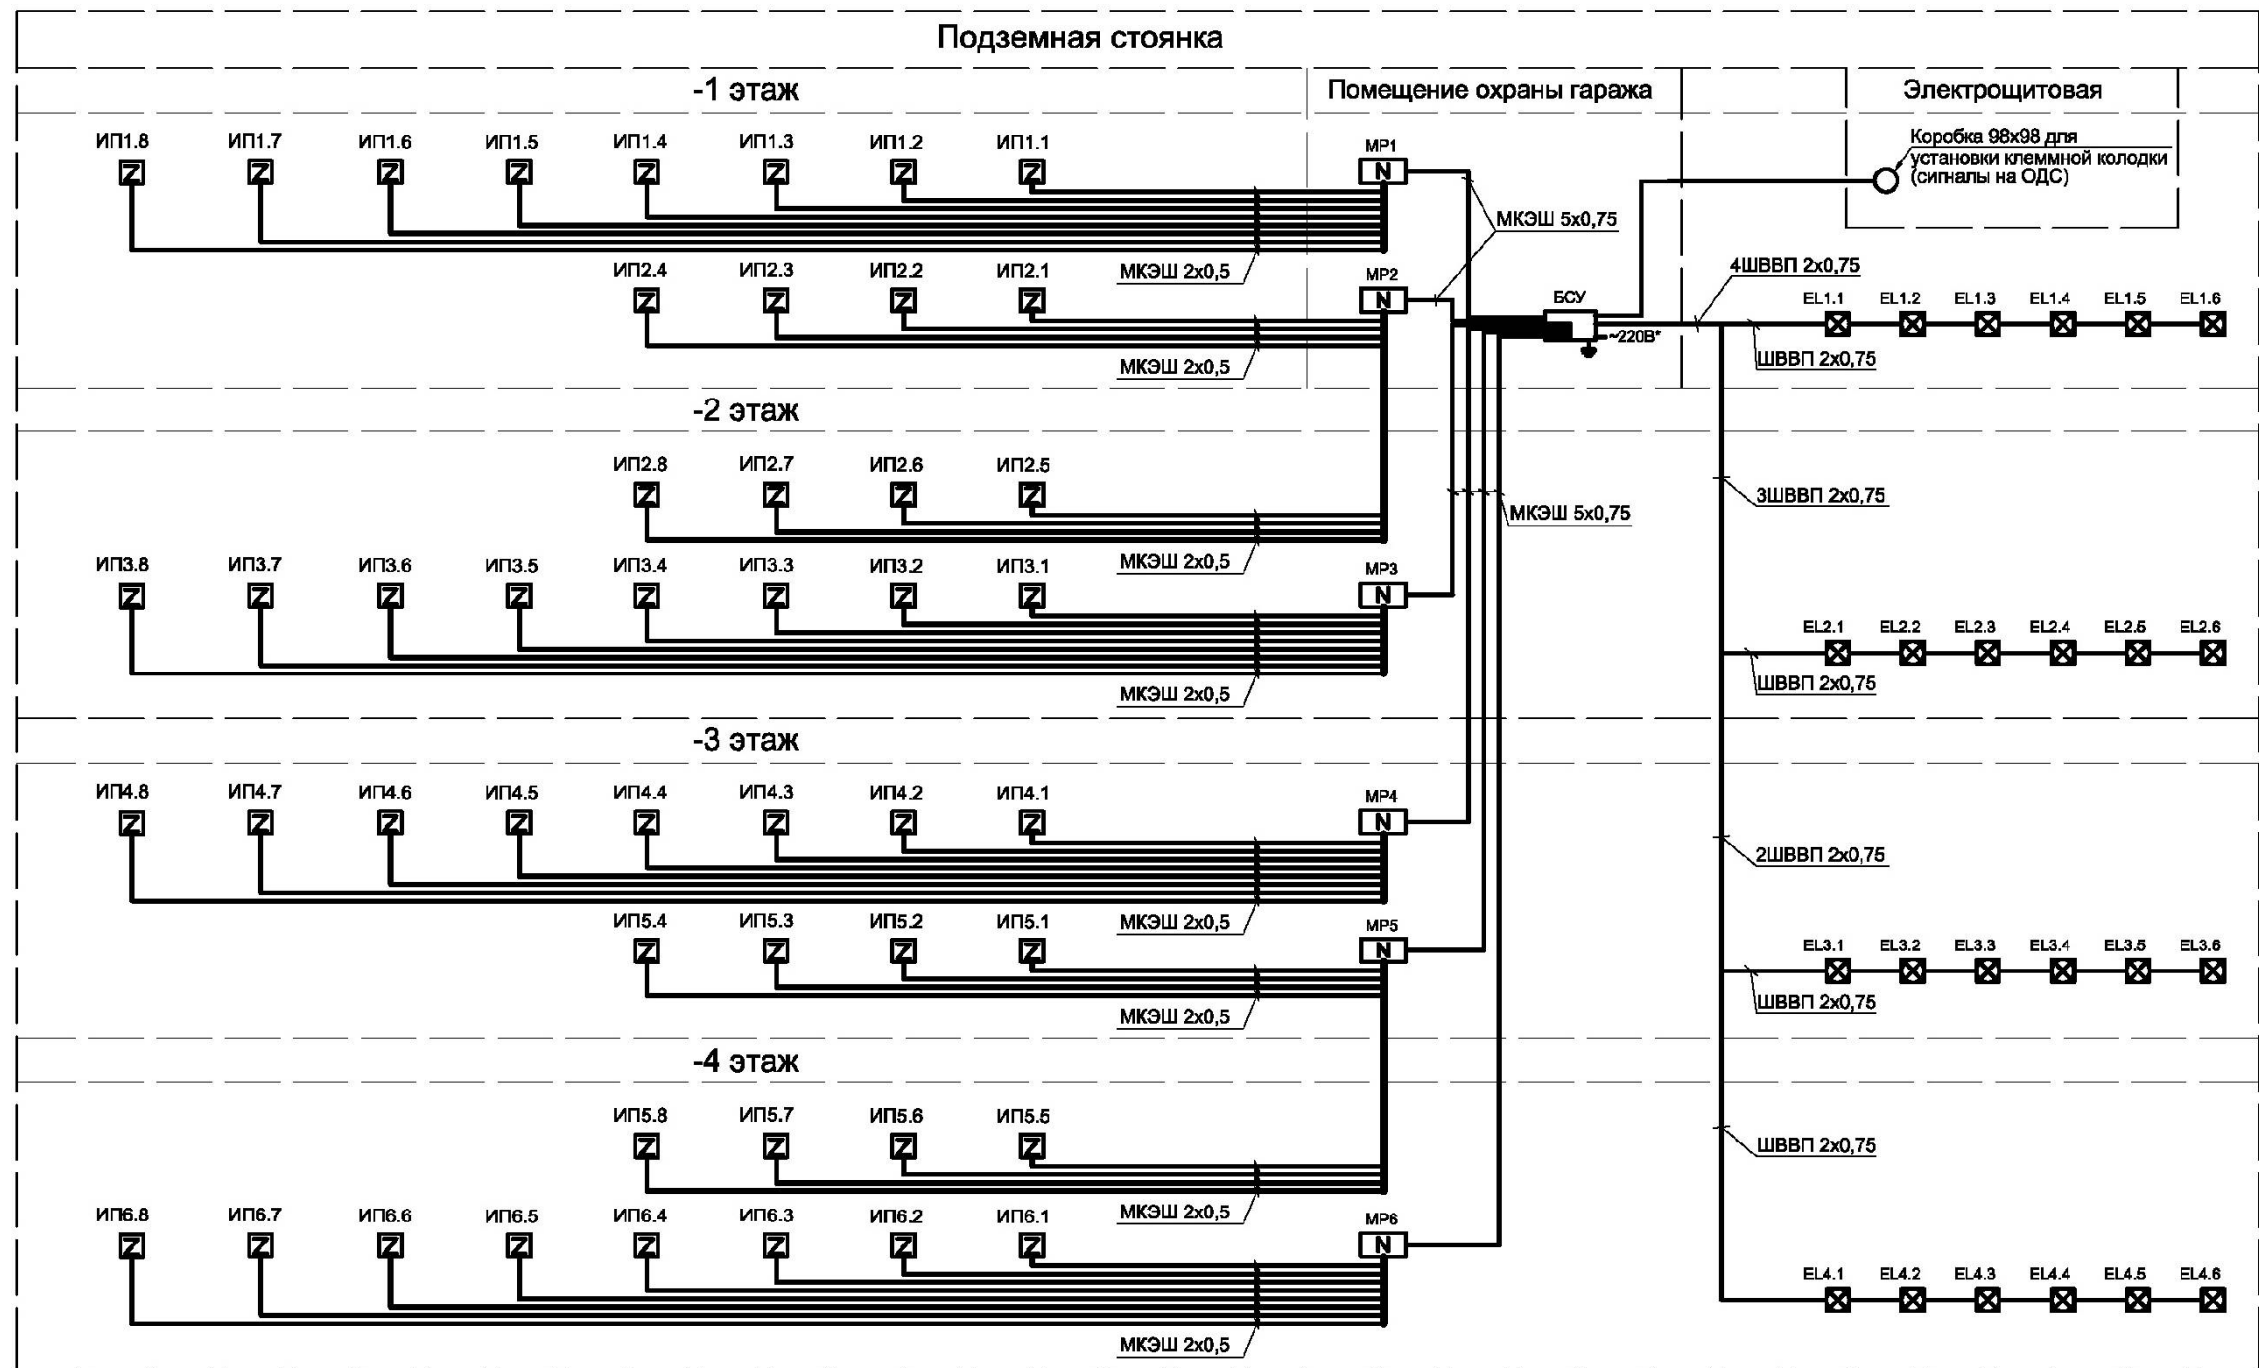 Подземная стоянка
-1 этаж
Помещение охраны гаража
Электрощитовая
Коробка 98х98 для
установки клеммной колодки
(сигналы на ОДС)
ИП1.8 ИП1.7 ИП1.6 ИП1.5 ИП1.4 ИП1.3 ИП1.2 ИП1.1
МР1
N
МКЭШ 5х0,75
МКЭШ 2х0,5
ИП2.4 ИП2.3 ИП2.2 ИП2.1
МР2
N
БСУ
~220В*
4ШВВП 2х0,75
EL1.1 EL1.2 EL1.3 EL1.4 EL1.5 EL1.6
ШВВП 2х0,75
МКЭШ 2х0,5
-2 этаж
ИП2.8 ИП2.7 ИП2.6 ИП2.5
3ШВВП 2х0,75
МКЭШ 5х0,75
МКЭШ 2х0,5
ИП3.8 ИП3.7 ИП3.6 ИП3.5 ИП3.4 ИП3.3 ИП3.2 ИП3.1
МР3
N
EL2.1 EL2.2 EL2.3 EL2.4 EL2.5 EL2.6
ШВВП 2х0,75
МКЭШ 2х0,5
-3 этаж
ИП4.8 ИП4.7 ИП4.6 ИП4.5 ИП4.4 ИП4.3 ИП4.2 ИП4.1
МР4
N
2ШВВП 2х0,75
МКЭШ 2х0,5
ИП5.4 ИП5.3 ИП5.2 ИП5.1
МР5
N
EL3.1 EL3.2 EL3.3 EL3.4 EL3.5 EL3.6
ШВВП 2х0,75
МКЭШ 2х0,5
-4 этаж
ИП5.8 ИП5.7 ИП5.6 ИП5.5
ШВВП 2х0,75
МКЭШ 2х0,5
ИП6.8 ИП6.7 ИП6.6 ИП6.5 ИП6.4 ИП6.3 ИП6.2 ИП6.1
МР6
N
EL4.1 EL4.2 EL4.3 EL4.4 EL4.5 EL4.6
МКЭШ 2х0,5